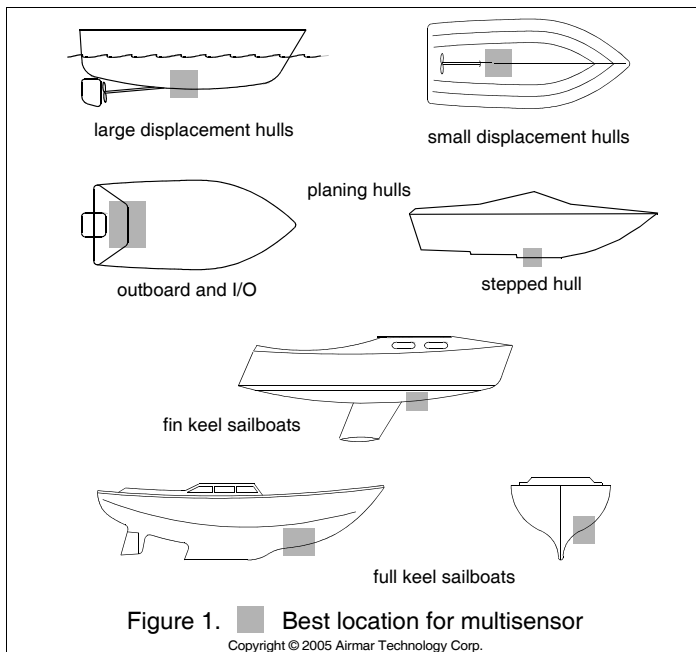 large displacement hulls
small displacement hulls
planing hulls
outboard and I/O
stepped hull
fin keel sailboats
full keel sailboats
Figure 1. Best location for multisensor
Copyright © 2005 Airmar Technology Corp.